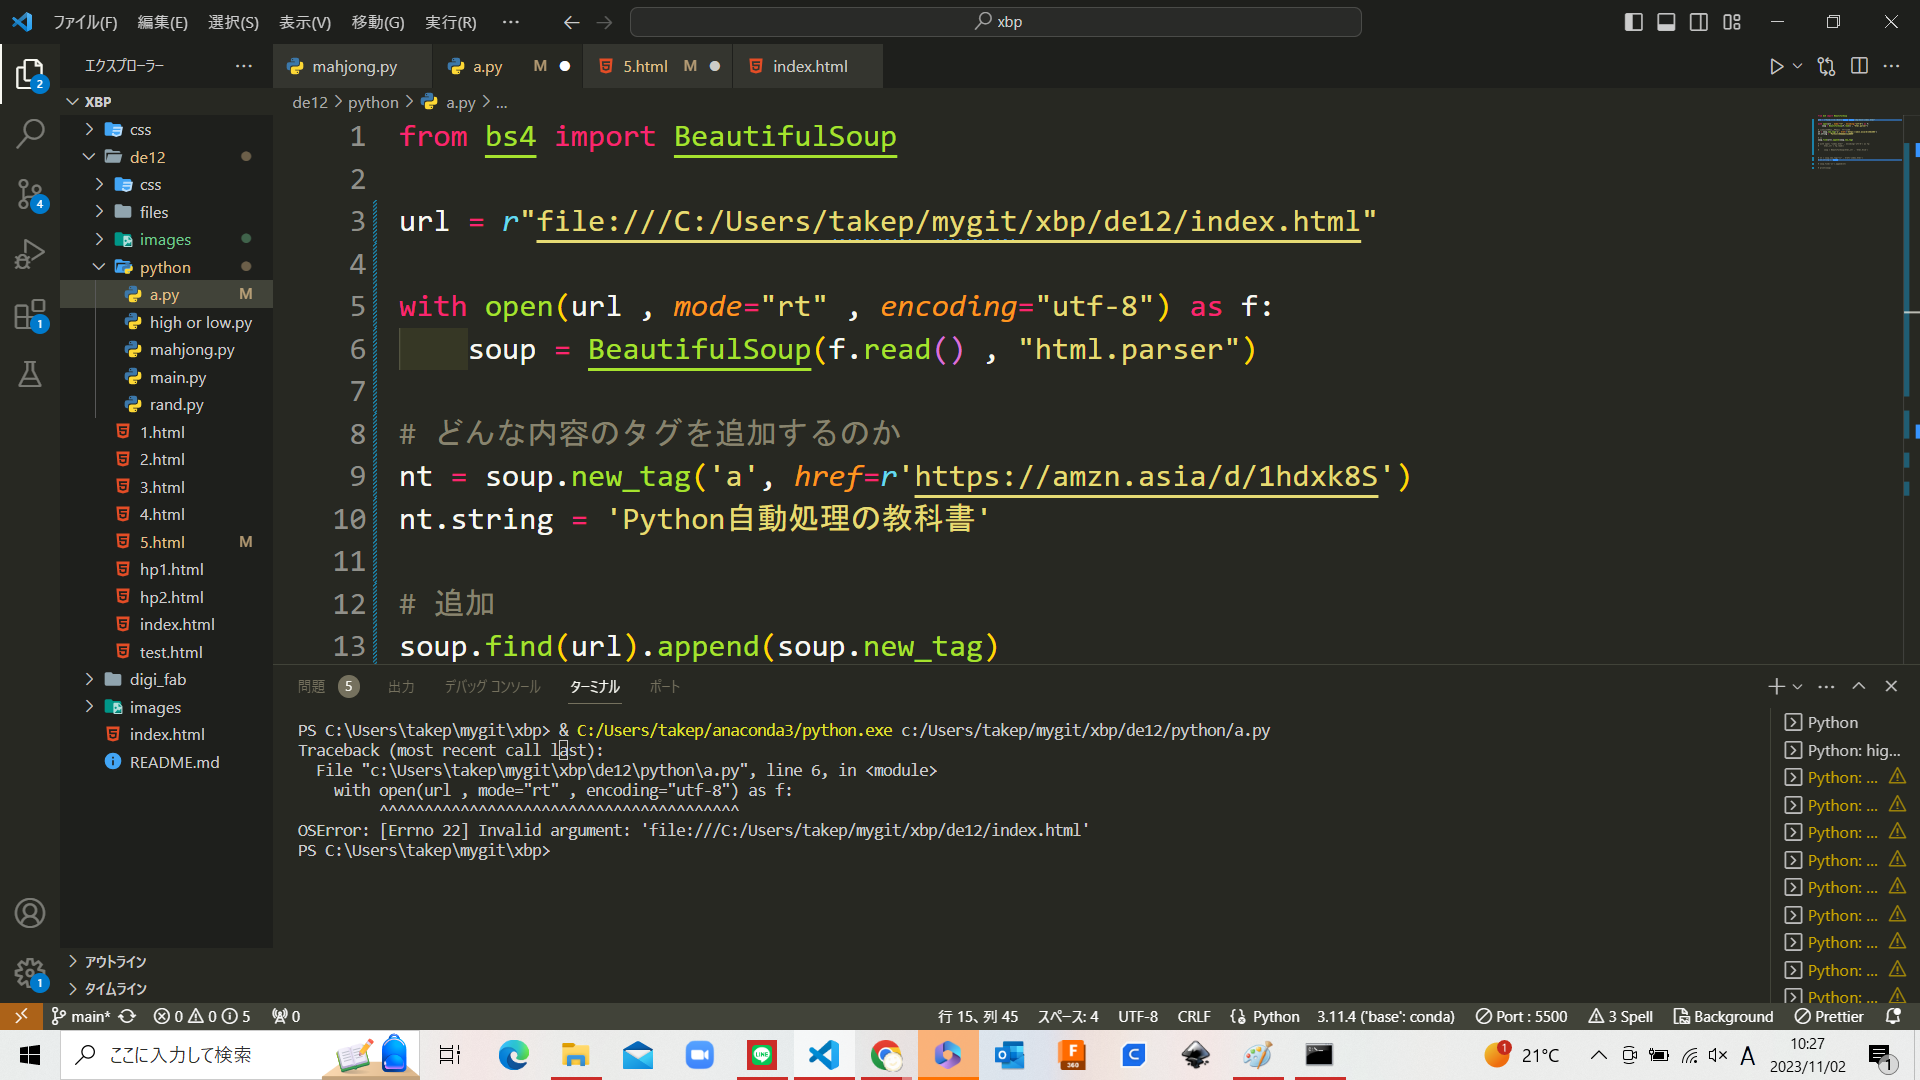 ファイル(F) 編集(E) 選択(S) 表示(V) 移動(G) 実行(R) ... xbp
エクスプローラー ...
mahjong.py a.py M 5.html M index.html
XBP
css
de12
css
files
images
python
a.py M
high or low.py
mahjong.py
main.py
rand.py
1.html
2.html
3.html
4.html
5.html M
hp1.html
hp2.html
index.html
test.html
digi_fab
images
index.html
README.md
アウトライン
タイムライン
2
4
1
1
de12 > python > a.py > ...
1 from bs4 import BeautifulSoup
2
3 url = r"file:///C:/Users/takep/mygit/xbp/de12/index.html"
4
5 with open(url , mode="rt" , encoding="utf-8") as f:
6 soup = BeautifulSoup(f.read() , "html.parser")
7
8 # どんな内容のタグを追加するのか
9 nt = soup.new_tag('a', href=r'https://amzn.asia/d/1hdxk8S')
10 nt.string = 'Python自動処理の教科書'
11
12 # 追加
13 soup.find(url).append(soup.new_tag)
問題 5 出力 デバッグ コンソール ターミナル ポート
PS C:\Users\takep\mygit\xbp> & C:/Users/takep/anaconda3/python.exe c:/Users/takep/mygit/xbp/de12/python/a.py
Traceback (most recent call last):
File "c:\Users\takep\mygit\xbp\de12\python\a.py", line 6, in <module>
with open(url , mode="rt" , encoding="utf-8") as f:
^^^^^^^^^^^^^^^^^^^^^^^^^^^^^^^^^^^^^^^^
OSError: [Errno 22] Invalid argument: 'file:///C:/Users/takep/mygit/xbp/de12/index.html'
PS C:\Users\takep\mygit\xbp>
Python
Python: hig...
Python: ...
Python: ...
Python: ...
Python: ...
Python: ...
Python: ...
Python: ...
Python: ...
Python: ...
main* 0 0 5 0 行 15、列 45 スペース: 4 UTF-8 CRLF Python 3.11.4 ('base': conda) Port : 5500 3 Spell Background Prettier
ここに入力して検索 LINE F 360 C 1 21°C A 10:27
2023/11/02 1